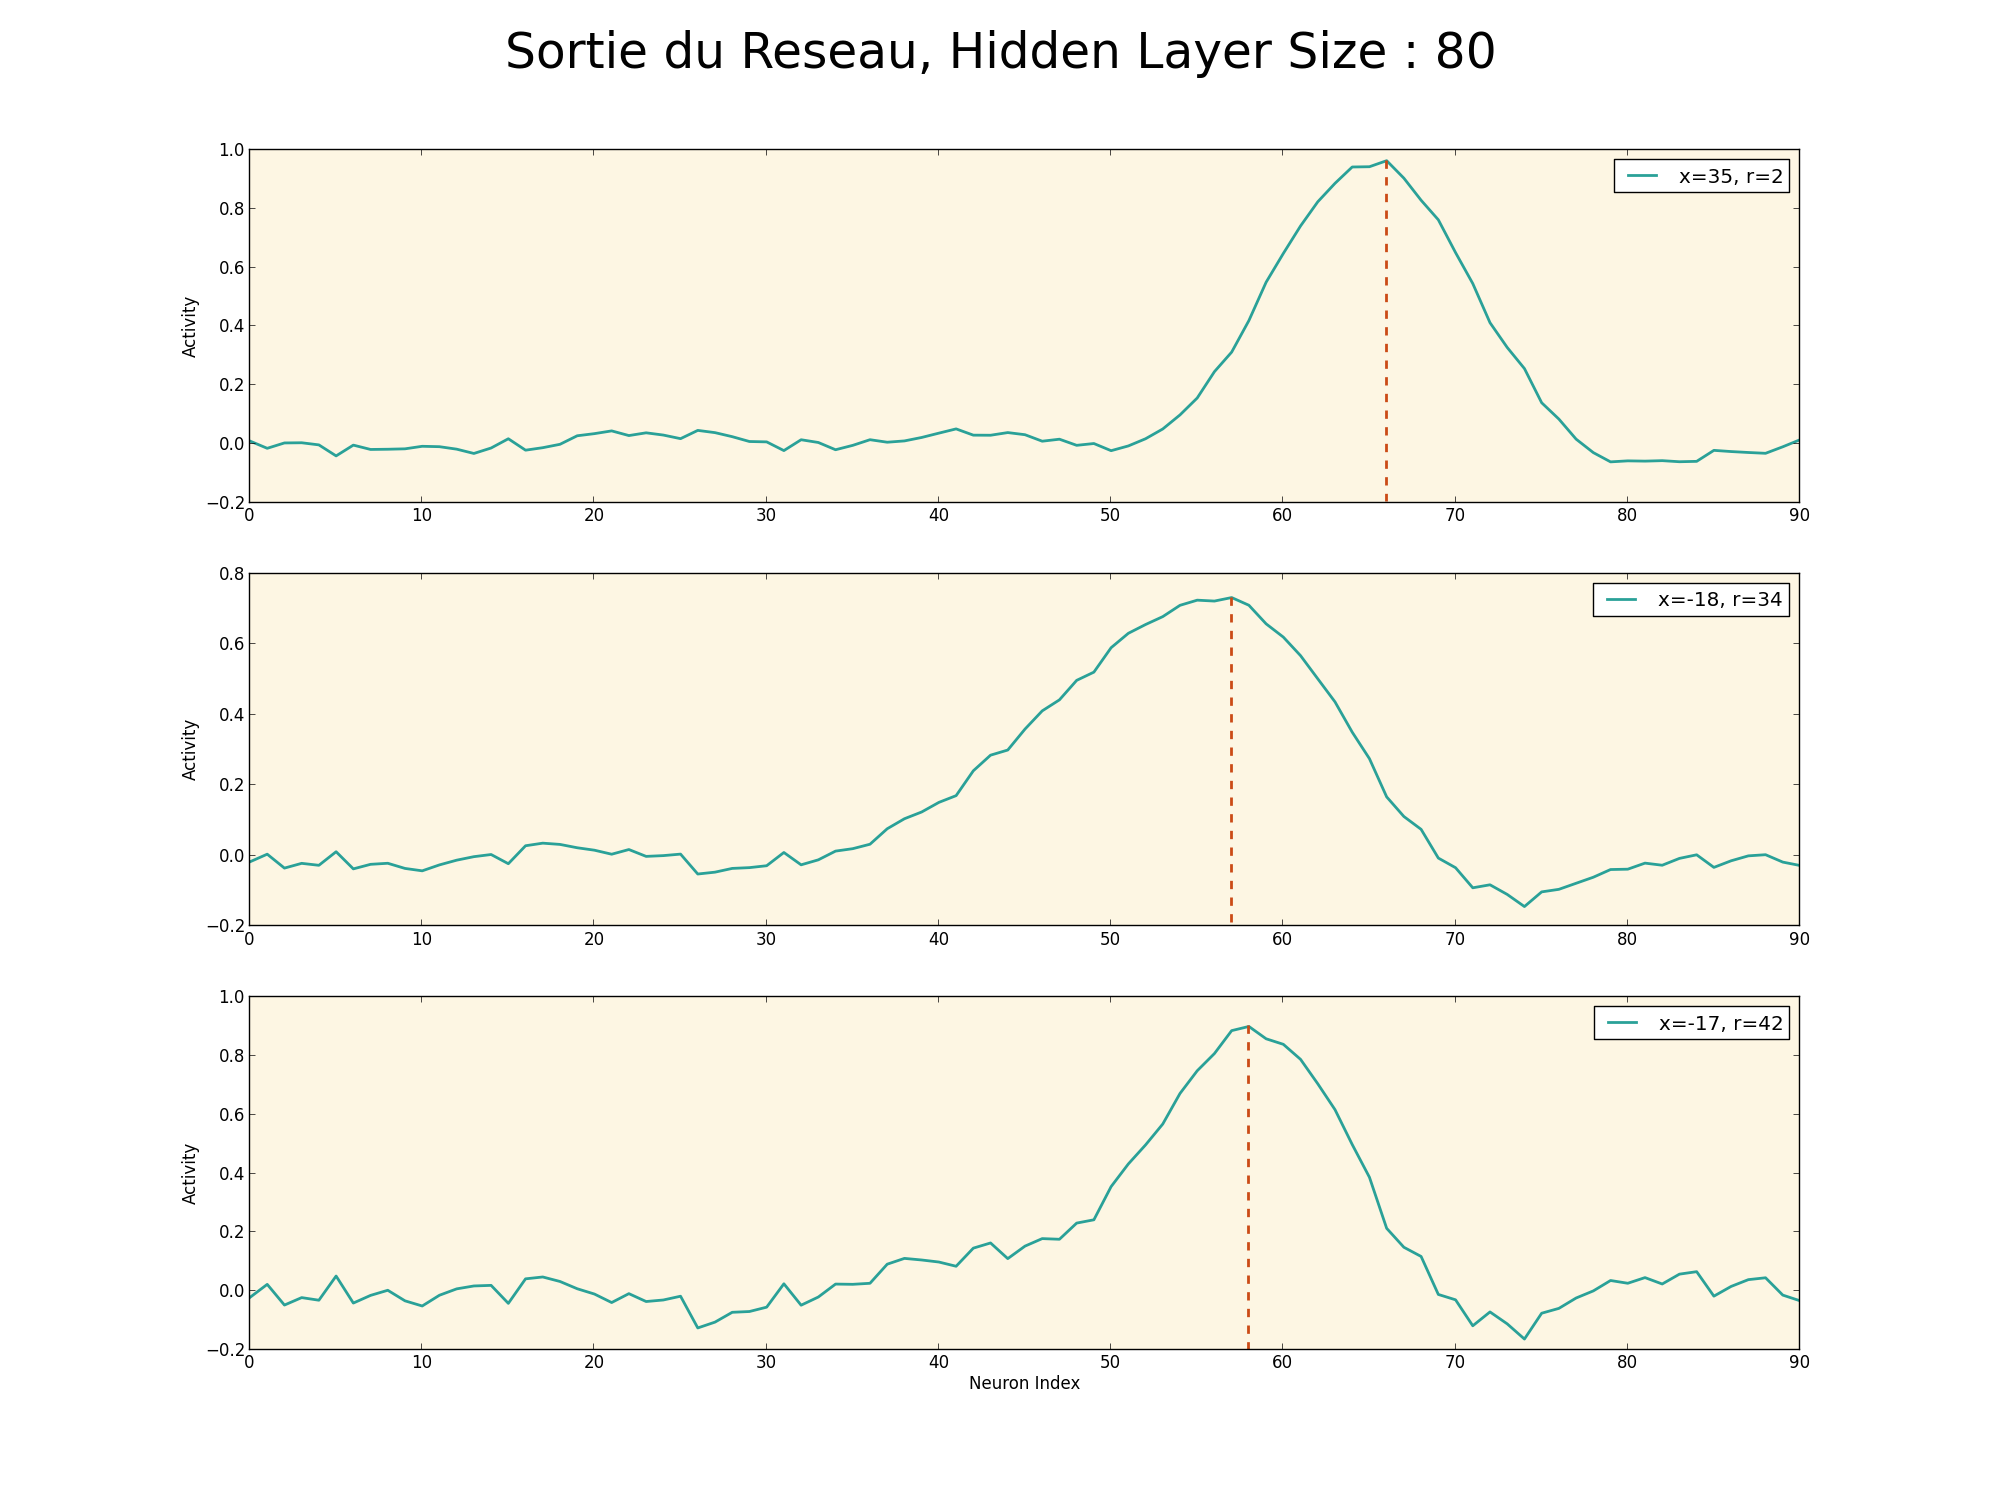 Sortie du Reseau, Hidden Layer Size : 80
1.0
0.8
0.6
0.4
0.2
0.0
−0.2
Activity
x=35, r=2
0 10 20 30 40 50 60 70 80 90
0.8
0.6
0.4
0.2
0.0
−0.2
Activity
x=-18, r=34
0 10 20 30 40 50 60 70 80 90
1.0
0.8
0.6
0.4
0.2
0.0
−0.2
Activity
x=-17, r=42
0 10 20 30 40 50 60 70 80 90
Neuron Index